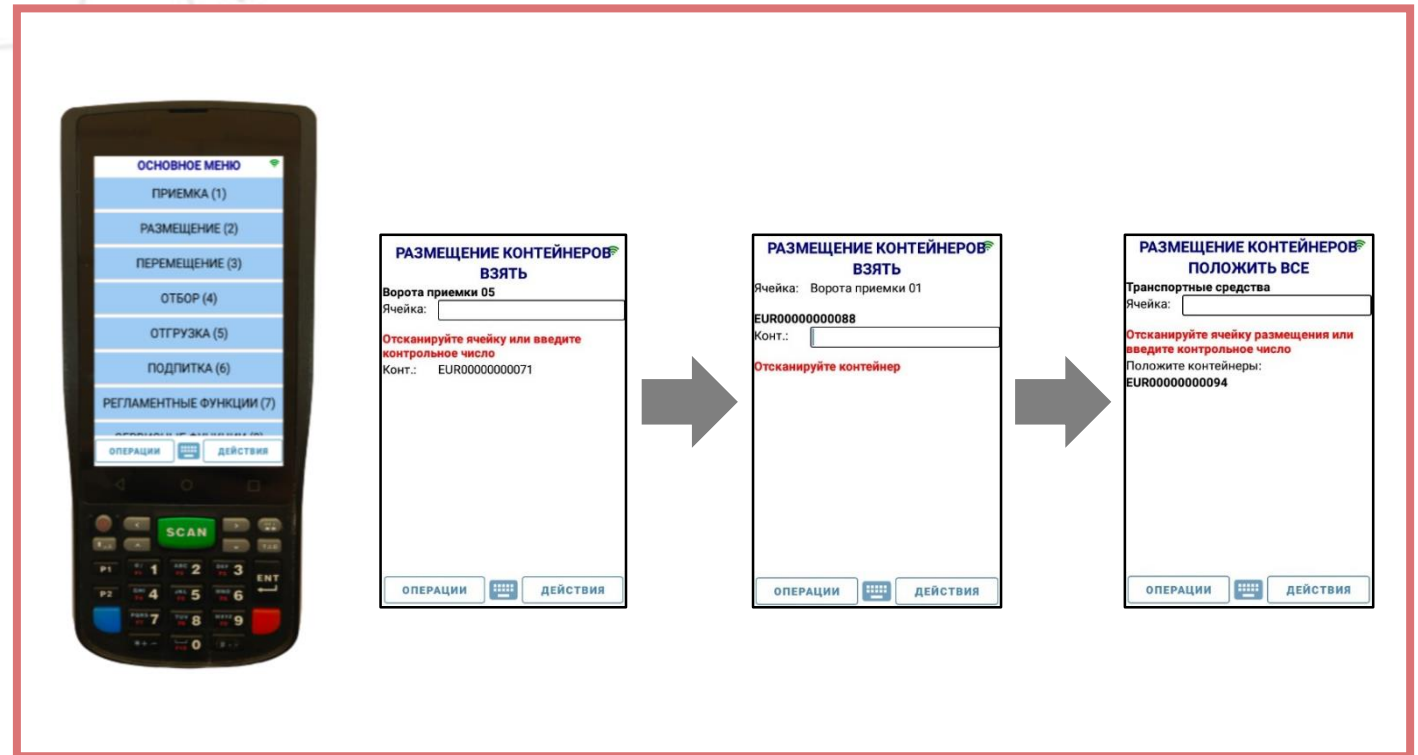 ОСНОВНОЕ МЕНЮ
ПРИЕМКА (1)
РАЗМЕЩЕНИЕ (2)
ПЕРЕМЕЩЕНИЕ (3)
ОТБОР (4)
ОТГРУЗКА (5)
ПОДПИТКА (6)
РЕГЛАМЕНТНЫЕ ФУНКЦИИ (7)
ОПЕРАЦИИ
ДЕЙСТВИЯ
SCAN
P1 1 ABC 2 DEF 3 ENT
P2 4 5 6
7 8 9
0
РАЗМЕЩЕНИЕ КОНТЕЙНЕРОВ
ВЗЯТЬ
Ворота приемки 05
Ячейка:
Отсканируйте ячейку или введите
контрольное число
Конт.: EUR00000000071
ОПЕРАЦИИ
ДЕЙСТВИЯ
РАЗМЕЩЕНИЕ КОНТЕЙНЕРОВ
ВЗЯТЬ
Ячейка: Ворота приемки 01
EUR00000000088
Конт.:
Отсканируйте контейнер
ОПЕРАЦИИ
ДЕЙСТВИЯ
РАЗМЕЩЕНИЕ КОНТЕЙНЕРОВ
ПОЛОЖИТЬ ВСЕ
Транспортные средства
Ячейка:
Отсканируйте ячейку размещения или
введите контрольное число
Положите контейнеры:
EUR00000000094
ОПЕРАЦИИ
ДЕЙСТВИЯ